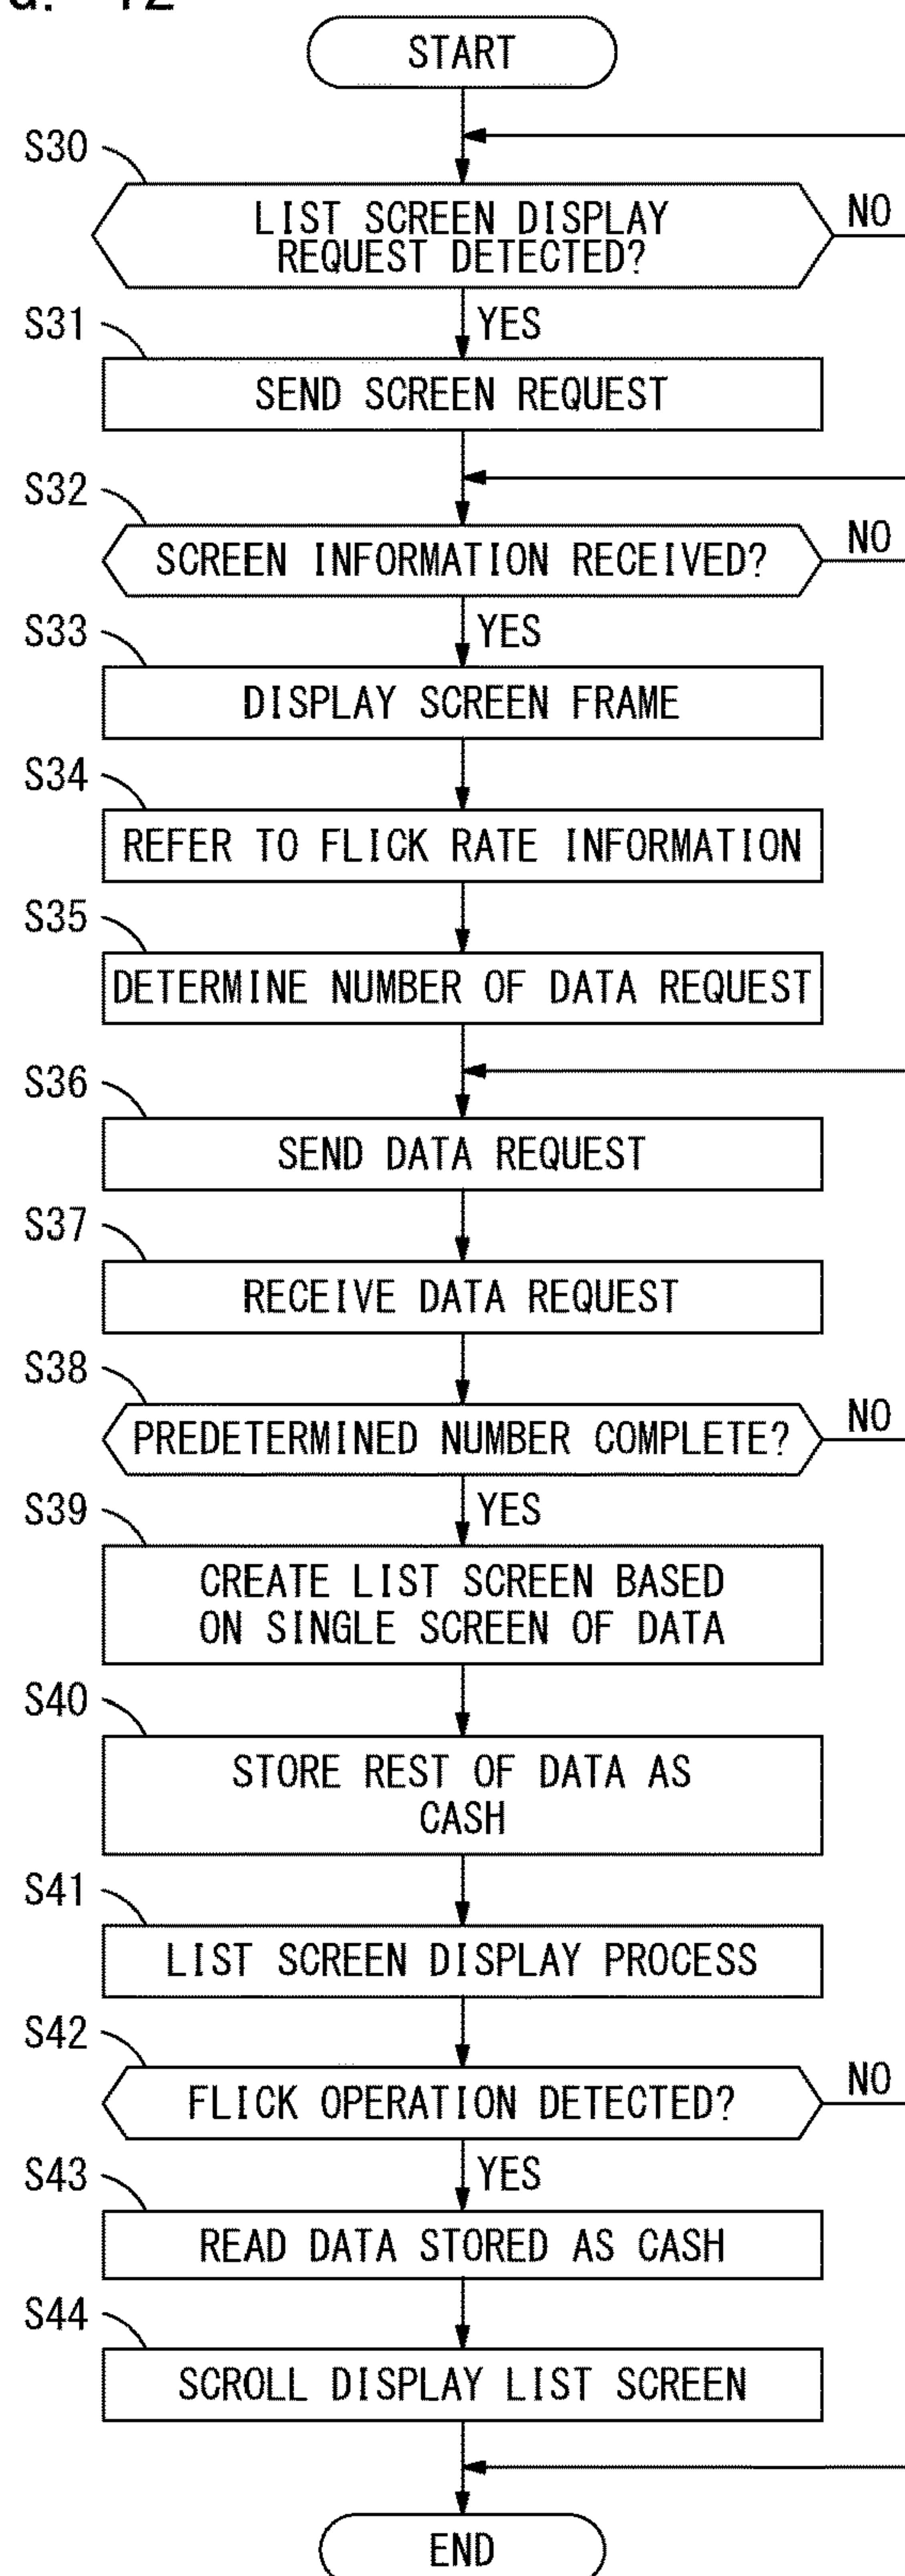 START
S30
LIST SCREEN DISPLAY
REQUEST DETECTED?
NO
YES
S31
SEND SCREEN REQUEST
S32
SCREEN INFORMATION RECEIVED?
NO
YES
S33
DISPLAY SCREEN FRAME
S34
REFER TO FLICK RATE INFORMATION
S35
DETERMINE NUMBER OF DATA REQUEST
S36
SEND DATA REQUEST
S37
RECEIVE DATA REQUEST
S38
PREDETERMINED NUMBER COMPLETE?
NO
YES
S39
CREATE LIST SCREEN BASED
ON SINGLE SCREEN OF DATA
S40
STORE REST OF DATA AS
CASH
S41
LIST SCREEN DISPLAY PROCESS
S42
FLICK OPERATION DETECTED?
NO
YES
S43
READ DATA STORED AS CASH
S44
SCROLL DISPLAY LIST SCREEN
END